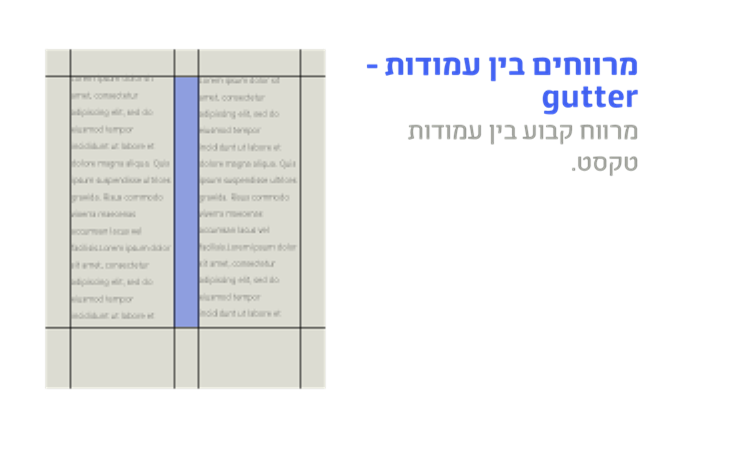 מרווחים בין עמודות -
gutter
מרווח קבוע בין עמודות
טקסט.
Lorem ipsum dolor sit
amet, consectetur
adipiscing elit, sed do
eiusmod tempor
incididunt ut labore et
dolore magna aliqua. Quis
ipsum suspendisse ultrices
gravida. Risus commodo
viverra maecenas
accumsan lacus vel
facilisis.Lorem ipsum dolor
sit amet, consectetur
adipiscing elit, sed do
eiusmod tempor
incididunt ut labore et
Lorem ipsum dolor sit
amet, consectetur
adipiscing elit, sed do
eiusmod tempor
incididunt ut labore et
dolore magna aliqua. Quis
ipsum suspendisse ultrices
gravida. Risus commodo
viverra maecenas
accumsan lacus vel
facilisis.Lorem ipsum dolor
sit amet, consectetur
adipiscing elit, sed do
eiusmod tempor
incididunt ut labore et